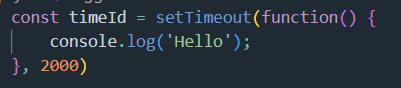 const timeId = setTimeout(function() {
    console.log('Hello');
}, 2000)